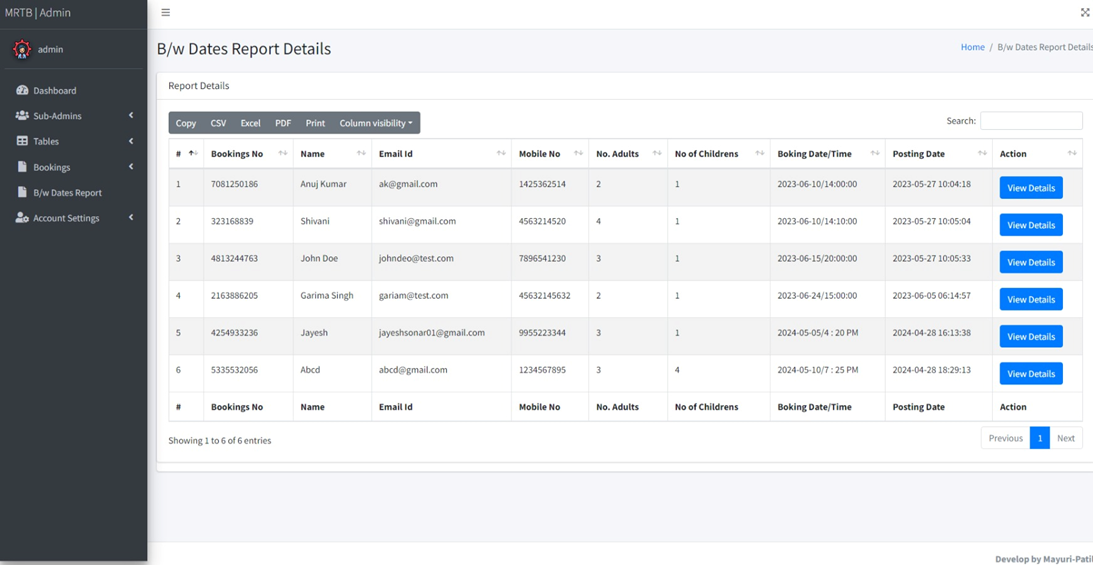 MRTB | Admin
admin
Dashboard
Sub-Admins
Tables
Bookings
B/w Dates Report
Account Settings
B/w Dates Report Details
Home / B/w Dates Report Details
Report Details
Copy CSV Excel PDF Print Column visibility
Search:
# Bookings No Name Email Id Mobile No No. Adults No of Childrens Boking Date/Time Posting Date Action
1 7081250186 Anuj Kumar ak@gmail.com 1425362514 2 1 2023-06-10/14:00:00 2023-05-27 10:04:18 View Details
2 323168839 Shivani shivani@gmail.com 4563214520 4 1 2023-06-10/14:10:00 2023-05-27 10:05:04 View Details
3 4813244763 John Doe johndeo@test.com 7896541230 3 1 2023-06-15/20:00:00 2023-05-27 10:05:33 View Details
4 2163886205 Garima Singh gariam@test.com 45632145632 2 1 2023-06-24/15:00:00 2023-06-05 06:14:57 View Details
5 4254933236 Jayesh jayeshsonar01@gmail.com 9955223344 3 1 2024-05-05/4 : 20 PM 2024-04-28 16:13:38 View Details
6 5335532056 Abcd abcd@gmail.com 1234567895 3 4 2024-05-10/7 : 25 PM 2024-04-28 18:29:13 View Details
# Bookings No Name Email Id Mobile No No. Adults No of Childrens Boking Date/Time Posting Date Action
Showing 1 to 6 of 6 entries
Previous 1 Next
Develop by Mayuri-Patil